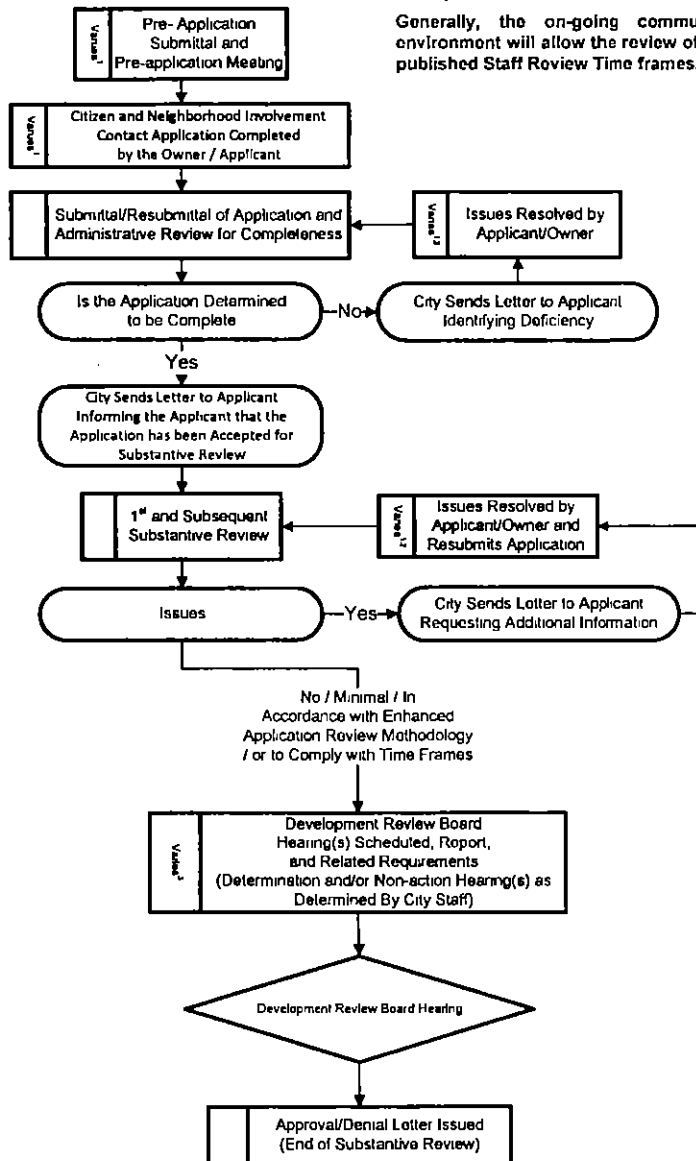 Generally, the on-going commu
environment will allow the review of
published Staff Review Time frames.
Varies¹
Pre- Application
Submittal and
Pre-application Meeting
Varies¹
Citizen and Neighborhood Involvement
Contact Application Completed
by the Owner / Applicant
Submittal/Resubmittal of Application and
Administrative Review for Completeness
Varies
Issues Resolved by
Applicant/Owner
Is the Application Determined
to be Complete
No
City Sends Letter to Applicant
Identifying Deficiency
Yes
City Sends Letter to Applicant
Informing the Applicant that the
Application has been Accepted for
Substantive Review
1st and Subsequent
Substantive Review
Varies
Issues Resolved by
Applicant/Owner and
Resubmits Application
Issues
Yes
City Sends Letter to Applicant
Requesting Additional Information
No / Minimal / In
Accordance with Enhanced
Application Review Methodology
/ or to Comply with Time Frames
Varies
Development Review Board
Hearing(s) Scheduled, Report,
and Related Requirements
(Determination and/or Non-action Hearing(s) as
Determined By City Staff)
Development Review Board Hearing
Approval/Denial Letter Issued
(End of Substantive Review)